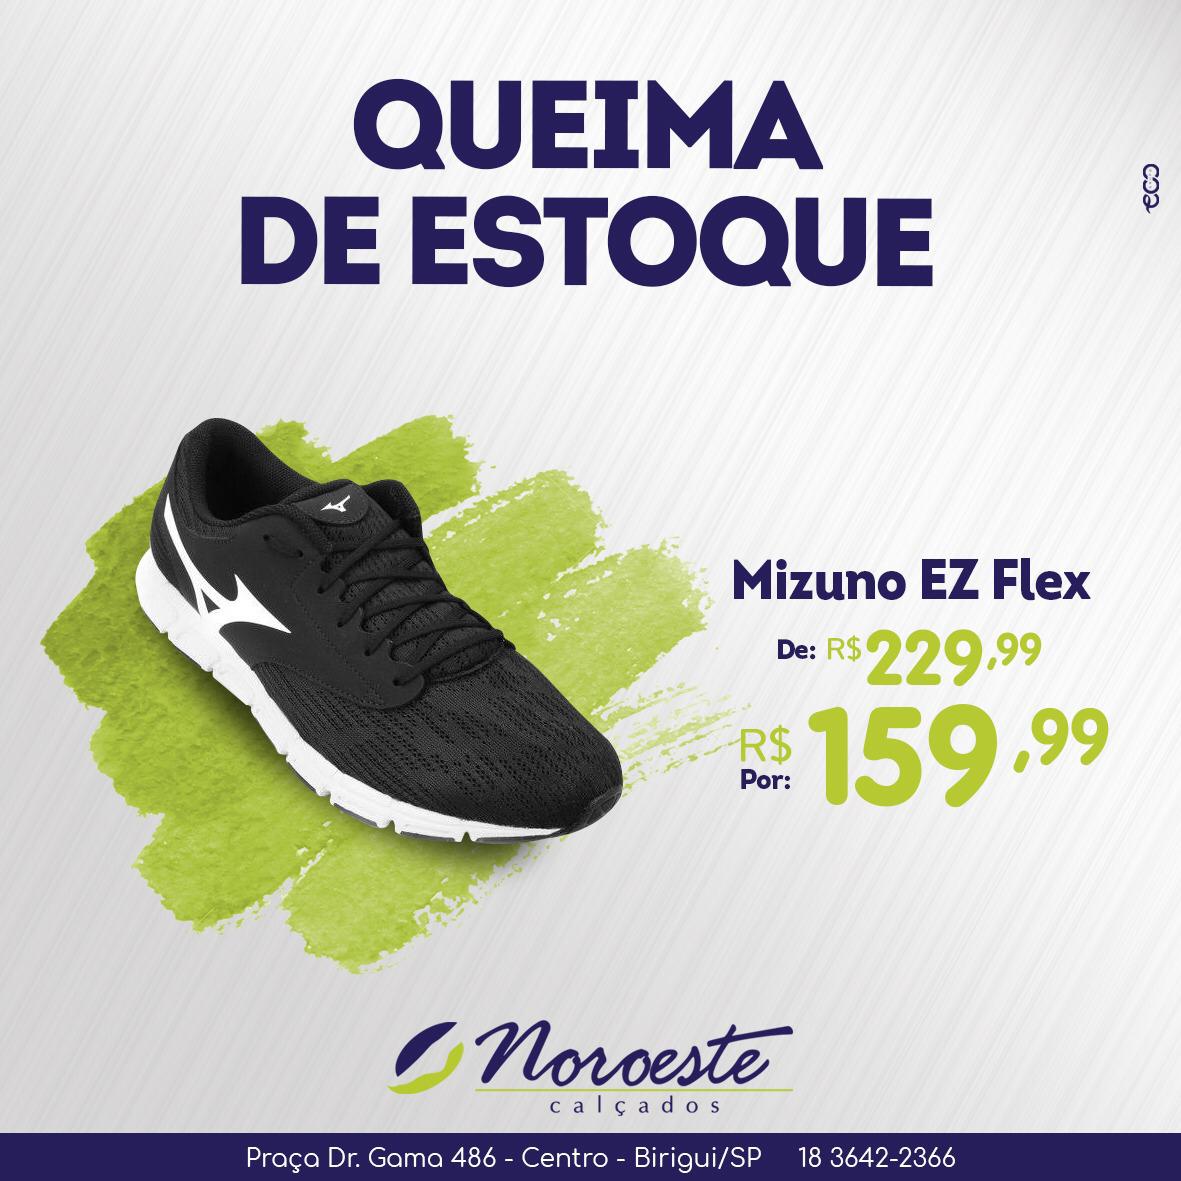 QUEIMA
DE ESTOQUE
eco
Mizuno EZ Flex
De: R$ 229,99
R$ 159,99
Por:
Noroeste
calçados
Praça Dr. Gama 486 - Centro - Birigui/SP 18 3642-2366